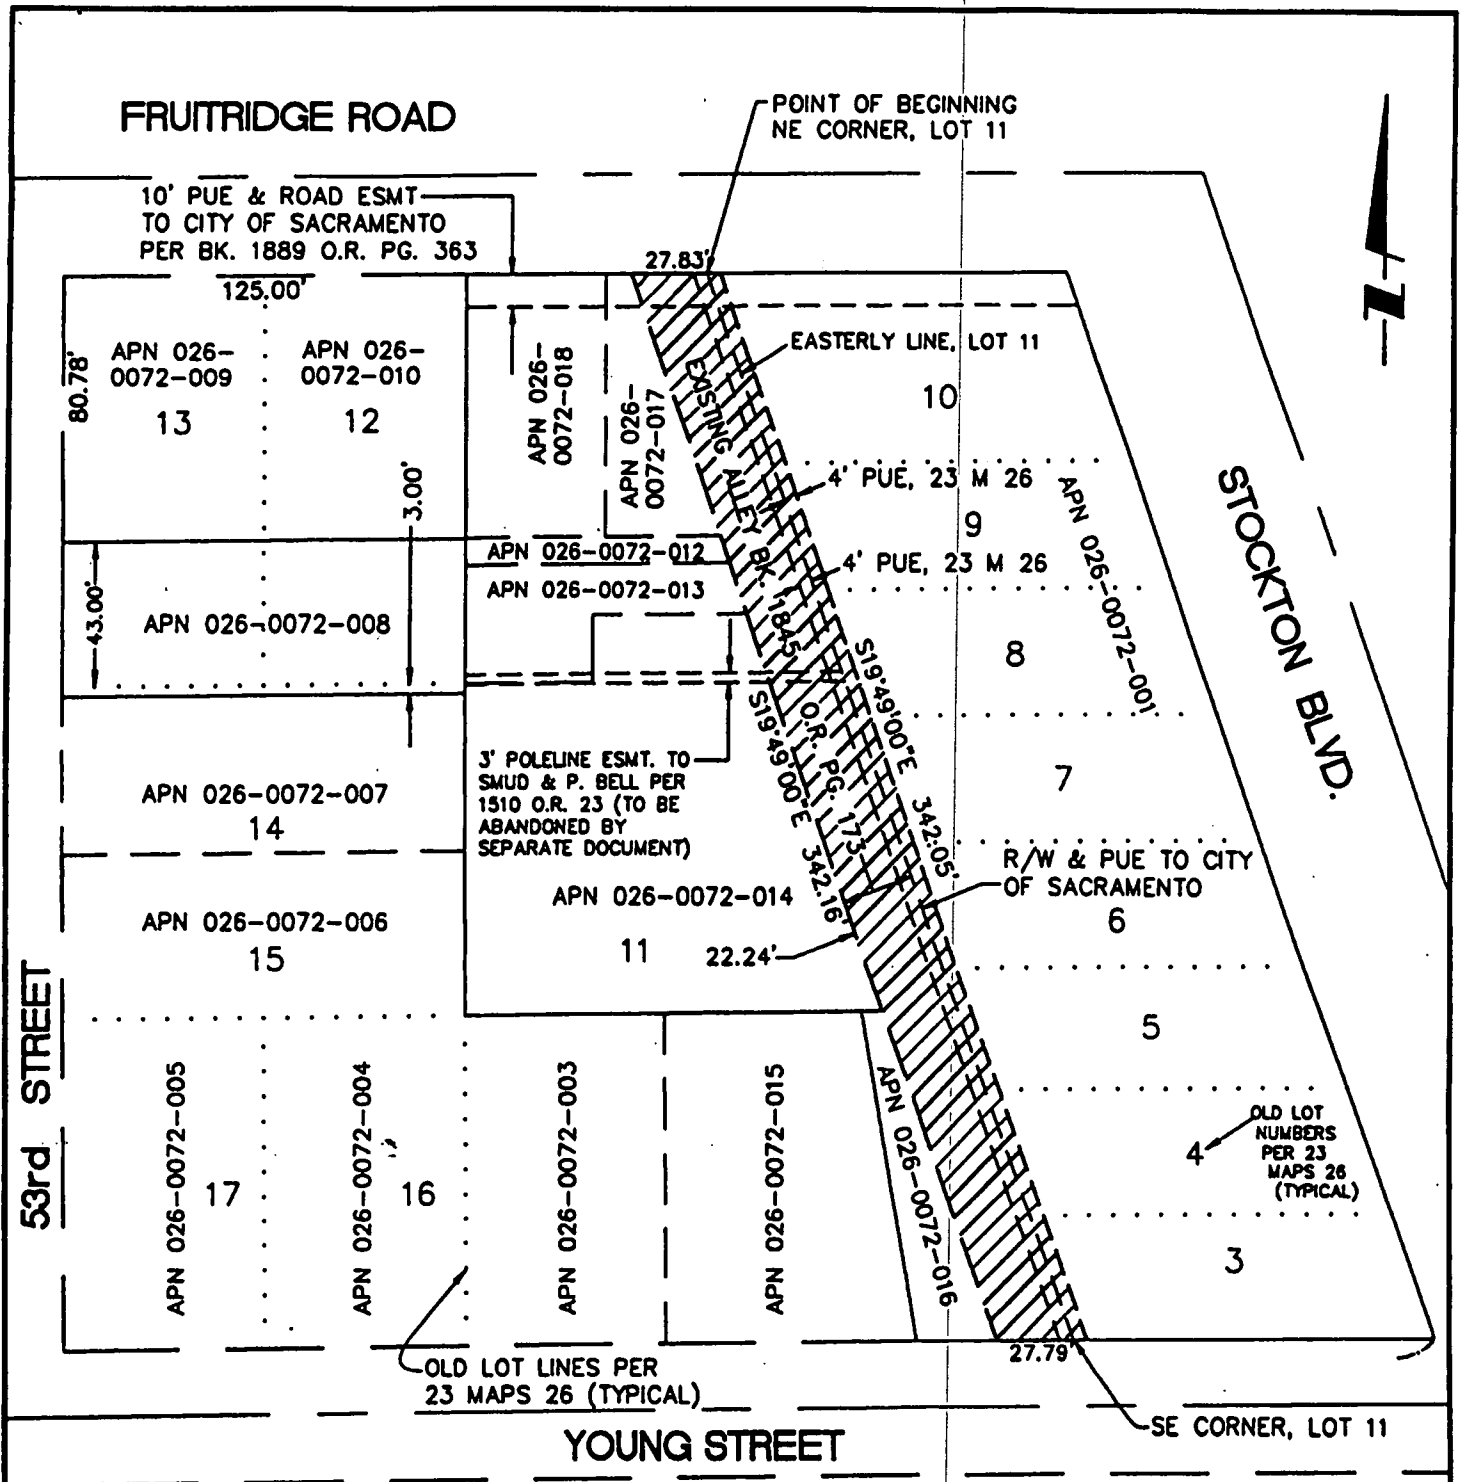 FRUITRIDGE ROAD
POINT OF BEGINNING
NE CORNER, LOT 11
10' PUE & ROAD ESMT
TO CITY OF SACRAMENTO
PER BK. 1889 O.R. PG. 363
27.83'
125.00'
80.78'
APN 026-
0072-009
13
APN 026-
0072-010
12
APN 026-
0072-018
APN 026-
0072-017
EXISTING ALLEY BK. 1845 O.R. PG. 173
EASTERLY LINE, LOT 11
10
4' PUE, 23 M 26
9
4' PUE, 23 M 26
APN 026-0072-001
STOCKTON BLVD.
3.00'
43.00'
APN 026-0072-012
APN 026-0072-013
APN 026-0072-008
8
S19°49'00"E 342.05'
S19°49'00"E 342.16'
7
3' POLELINE ESMT. TO
SMUD & P. BELL PER
1510 O.R. 23 (TO BE
ABANDONED BY
SEPARATE DOCUMENT)
APN 026-0072-007
14
R/W & PUE TO CITY
OF SACRAMENTO
6
APN 026-0072-014
APN 026-0072-006
15
11
22.24'
5
53rd STREET
APN 026-0072-005
17
APN 026-0072-004
16
APN 026-0072-003
APN 026-0072-015
APN 026-0072-016
4
OLD LOT
NUMBERS
PER 23
MAPS 26
(TYPICAL)
3
27.79'
OLD LOT LINES PER
23 MAPS 26 (TYPICAL)
SE CORNER, LOT 11
YOUNG STREET